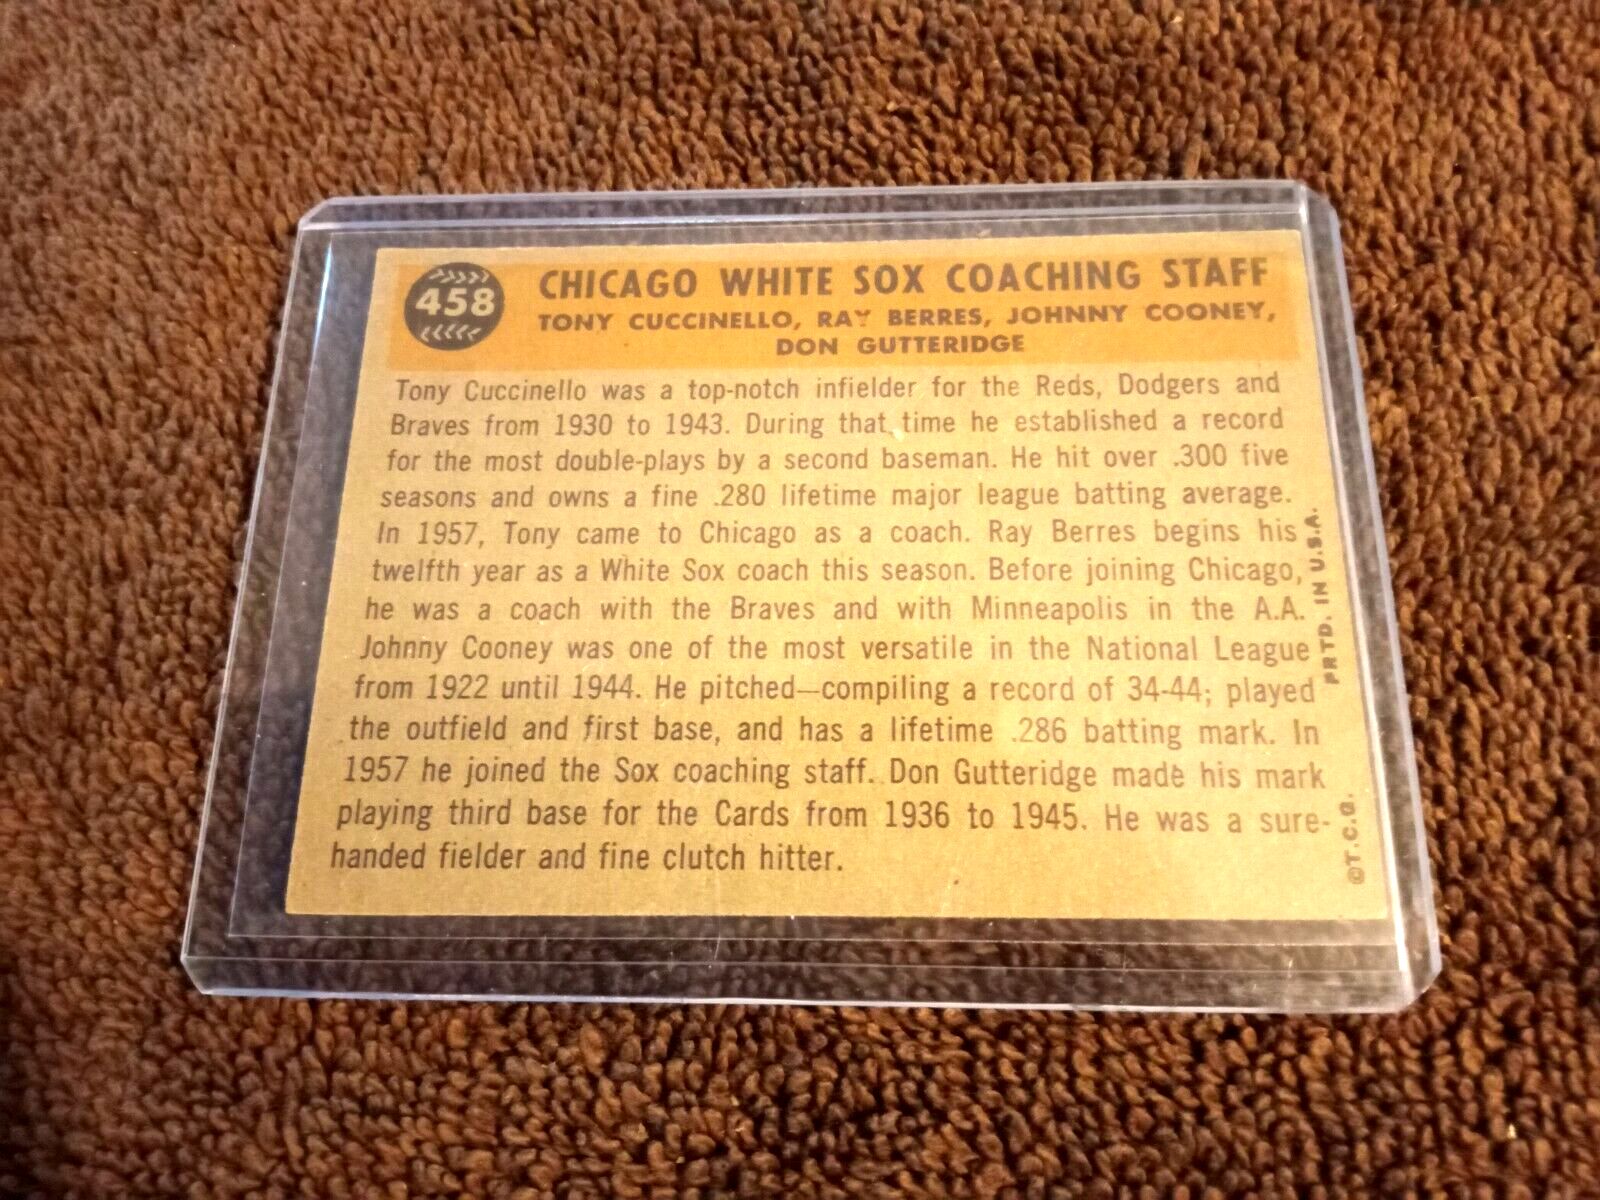 458
CHICAGO WHITE SOX COACHING STAFF
TONY CUCCINELLO, RAY BERRES, JOHNNY COONEY,
DON GUTTERIDGE
Tony Cuccinello was a top-notch infielder for the Reds, Dodgers and
Braves from 1930 to 1943. During that time he established a record
for the most double-plays by a second baseman. He hit over .300 five
seasons and owns a fine .280 lifetime major league batting average.
In 1957, Tony came to Chicago as a coach. Ray Berres begins his
twelfth year as a White Sox coach this season. Before joining Chicago,
he was a coach with the Braves and with Minneapolis in the A.A.
Johnny Cooney was one of the most versatile in the National League
from 1922 until 1944. He pitched—compiling a record of 34-44; played
the outfield and first base, and has a lifetime .286 batting mark. In
1957 he joined the Sox coaching staff. Don Gutteridge made his mark
playing third base for the Cards from 1936 to 1945. He was a sure-
handed fielder and fine clutch hitter.
©T.C.G. PRTD. IN U.S.A.